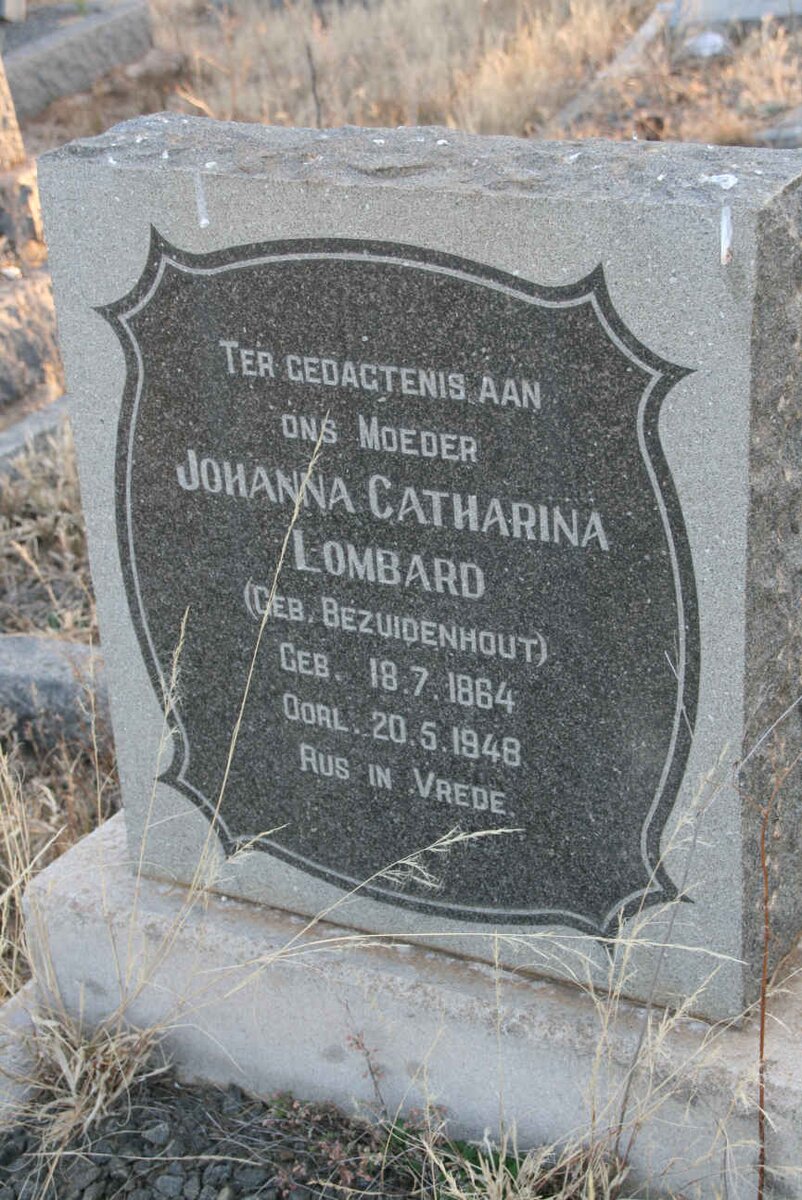 Ter gedagtenis aan
ons Moeder
Johanna Catharina
Lombard
(Geb. Bezuidenhout)
Geb. 18.7.1864
Oorl. 20.5.1948
Rus in Vrede.